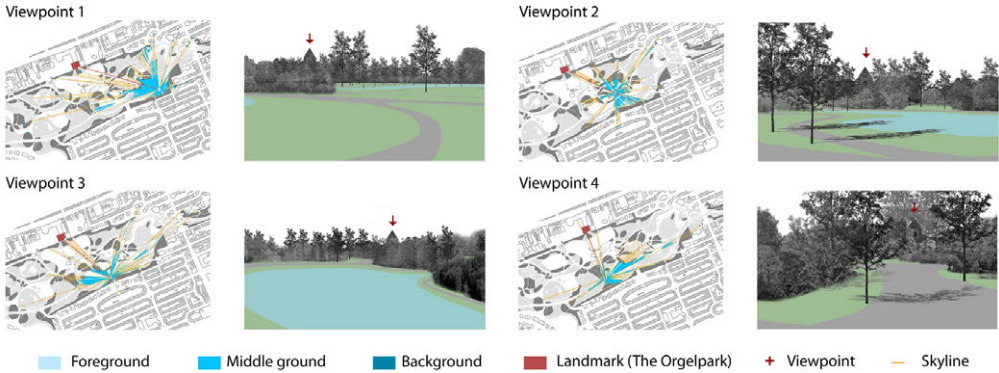 Viewpoint 1
Viewpoint 2
Viewpoint 3
Viewpoint 4
Foreground
Middle ground
Background
Landmark (The Orgelpark)
Viewpoint
Skyline